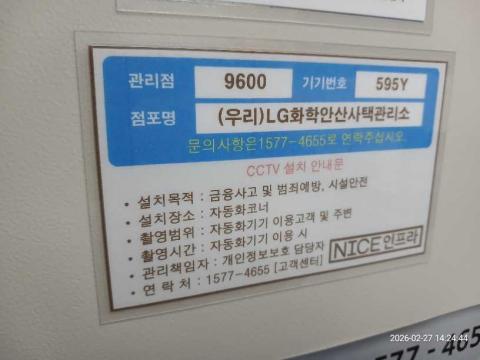 관리점 9600 기기번호 595Y
점포명 (우리)LG화학안산사택관리소
문의사항은1577-4655로 연락주십시오.
CCTV 설치 안내문
• 설치목적 : 금융사고 및 범죄예방, 시설안전
• 설치장소 : 자동화코너
• 촬영범위 : 자동화기기 이용고객 및 주변
• 촬영시간 : 자동화기기 이용 시
• 관리책임자 : 개인정보보호 담당자
• 연 락 처 : 1577-4655 [고객센터]
NICE인프라
2026-02-27 14:24:44